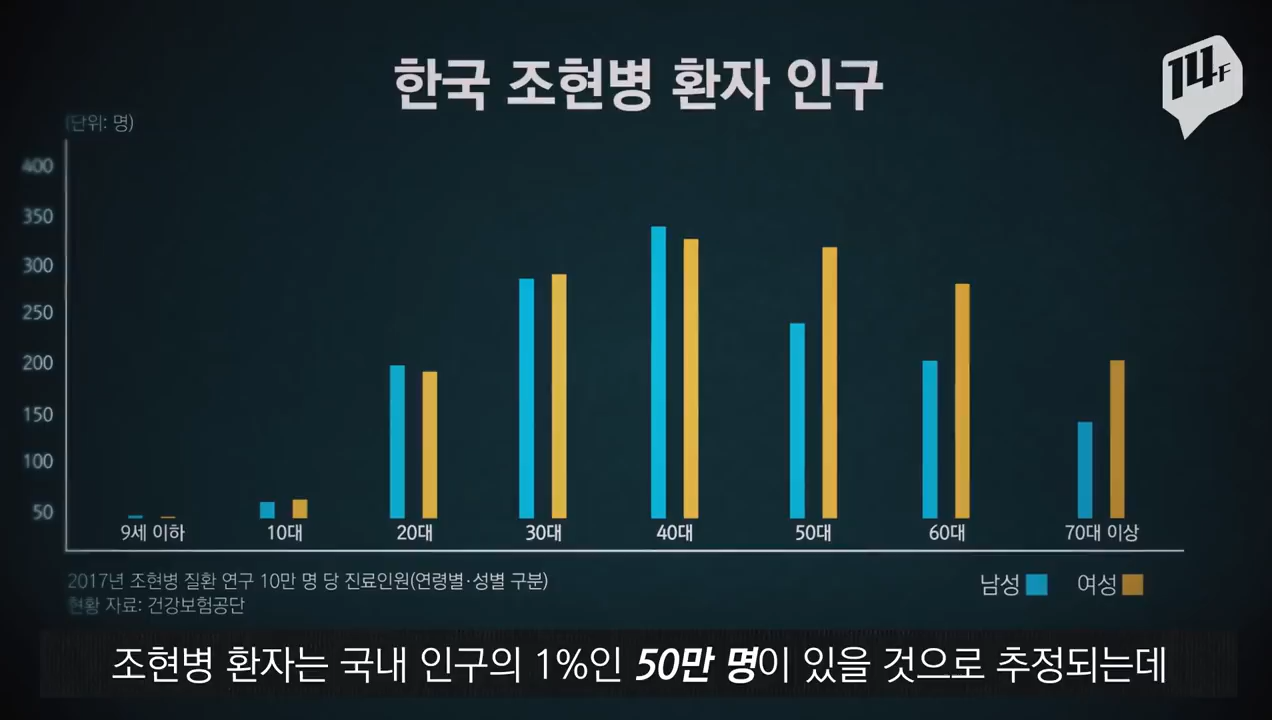 한국 조현병 환자 인구
14F
(단위: 명)
400
350
300
250
200
150
100
50
9세 이하 10대 20대 30대 40대 50대 60대 70대 이상
2017년 조현병 질환 연구 10만 명 당 진료인원(연령별·성별 구분)
현황 자료: 건강보험공단
남성 여성
조현병 환자는 국내 인구의 1%인 50만 명이 있을 것으로 추정되는데